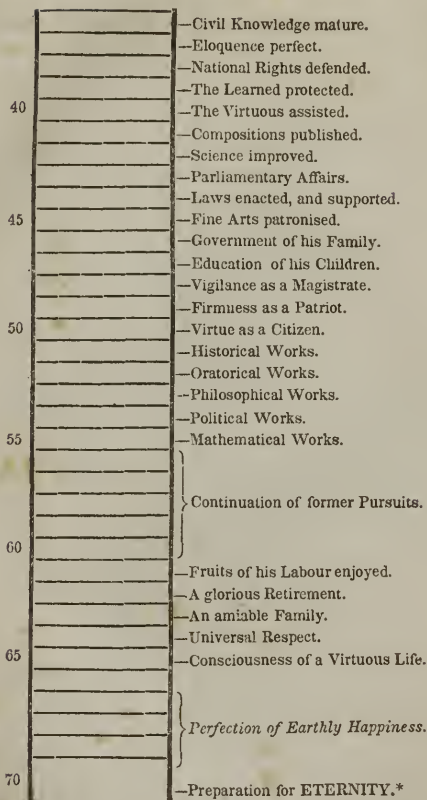 —Civil Knowledge mature.
—Eloquence perfect.
—National Rights defended.
—The Learned protected.
40
—The Virtuous assisted.
—Compositions published.
—Science improved.
—Parliamentary Affairs.
—Laws enacted, and supported.
45
—Fine Arts patronised.
—Government of his Family.
—Education of his Children.
—Vigilance as a Magistrate.
—Firmness as a Patriot.
50
—Virtue as a Citizen.
—Historical Works.
—Oratorical Works.
—Philosophical Works.
—Political Works.
55
—Mathematical Works.
Continuation of former Pursuits.
60
—Fruits of his Labour enjoyed.
—A glorious Retirement.
—An amiable Family.
—Universal Respect.
65
—Consciousness of a Virtuous Life.
Perfection of Earthly Happiness.
70
—Preparation for ETERNITY.*